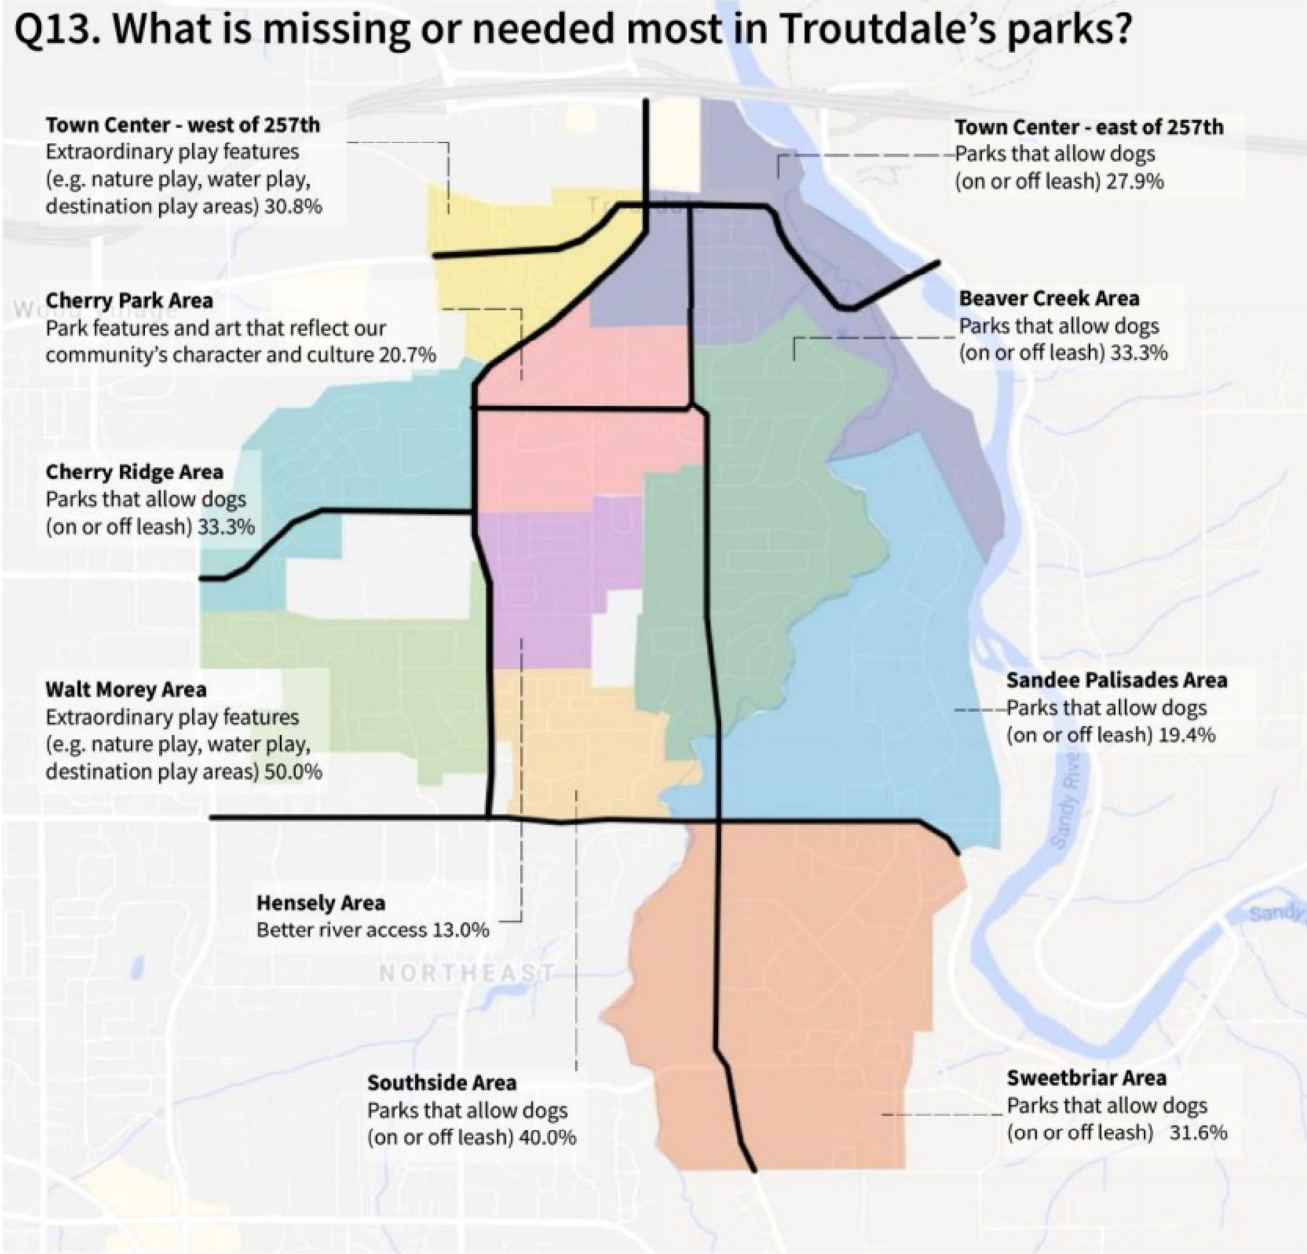 Q13. What is missing or needed most in Troutdale's parks?
Town Center - west of 257th
Extraordinary play features
(e.g. nature play, water play,
destination play areas) 30.8%
Town Center - east of 257th
Parks that allow dogs
(on or off leash) 27.9%
Troutdale
Cherry Park Area
Park features and art that reflect our
community's character and culture 20.7%
Wood Village
Beaver Creek Area
Parks that allow dogs
(on or off leash) 33.3%
Cherry Ridge Area
Parks that allow dogs
(on or off leash) 33.3%
Walt Morey Area
Extraordinary play features
(e.g. nature play, water play,
destination play areas) 50.0%
Sandee Palisades Area
Parks that allow dogs
(on or off leash) 19.4%
Sandy River
Hensely Area
Better river access 13.0%
Sandy
NORTHEAST
Southside Area
Parks that allow dogs
(on or off leash) 40.0%
Sweetbriar Area
Parks that allow dogs
(on or off leash) 31.6%